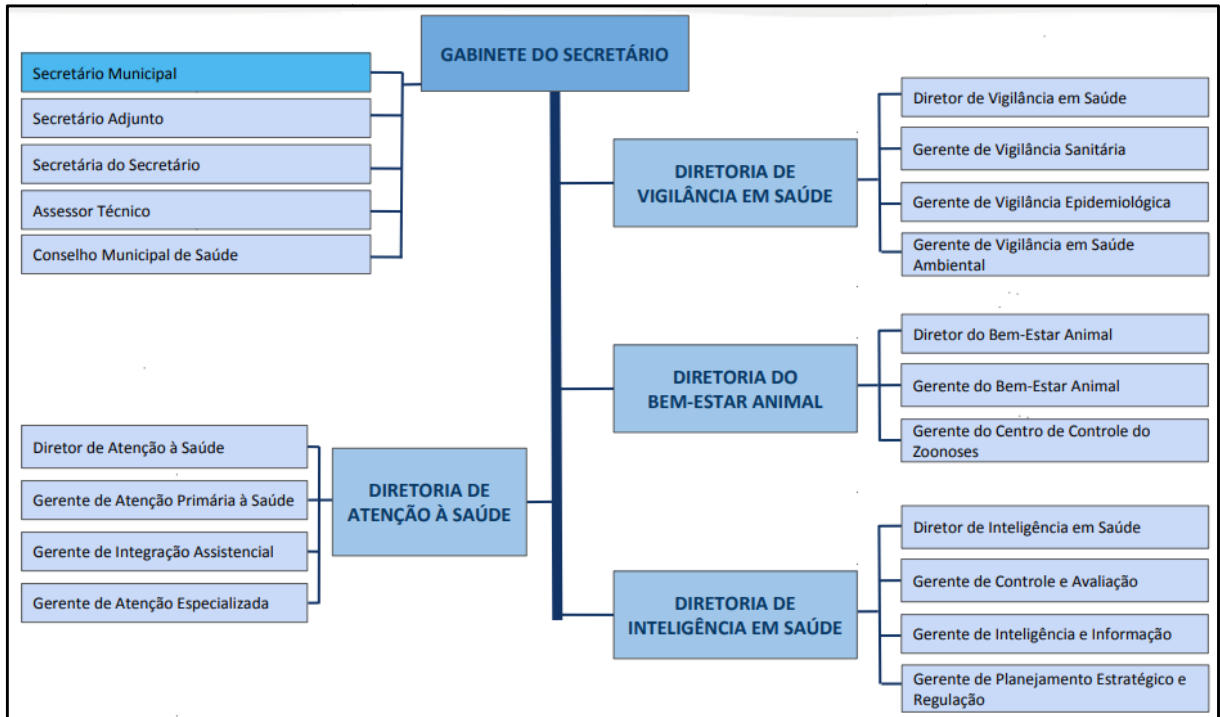 GABINETE DO SECRETÁRIO
Secretário Municipal
Secretário Adjunto
Secretária do Secretário
Assessor Técnico
Conselho Municipal de Saúde
DIRETORIA DE
VIGILÂNCIA EM SAÚDE
Diretor de Vigilância em Saúde
Gerente de Vigilância Sanitária
Gerente de Vigilância Epidemiológica
Gerente de Vigilância em Saúde
Ambiental
DIRETORIA DO
BEM-ESTAR ANIMAL
Diretor do Bem-Estar Animal
Gerente do Bem-Estar Animal
Gerente do Centro de Controle do
Zoonoses
Diretor de Atenção à Saúde
Gerente de Atenção Primária à Saúde
Gerente de Integração Assistencial
Gerente de Atenção Especializada
DIRETORIA DE
ATENÇÃO À SAÚDE
DIRETORIA DE
INTELIGÊNCIA EM SAÚDE
Diretor de Inteligência em Saúde
Gerente de Controle e Avaliação
Gerente de Inteligência e Informação
Gerente de Planejamento Estratégico e
Regulação